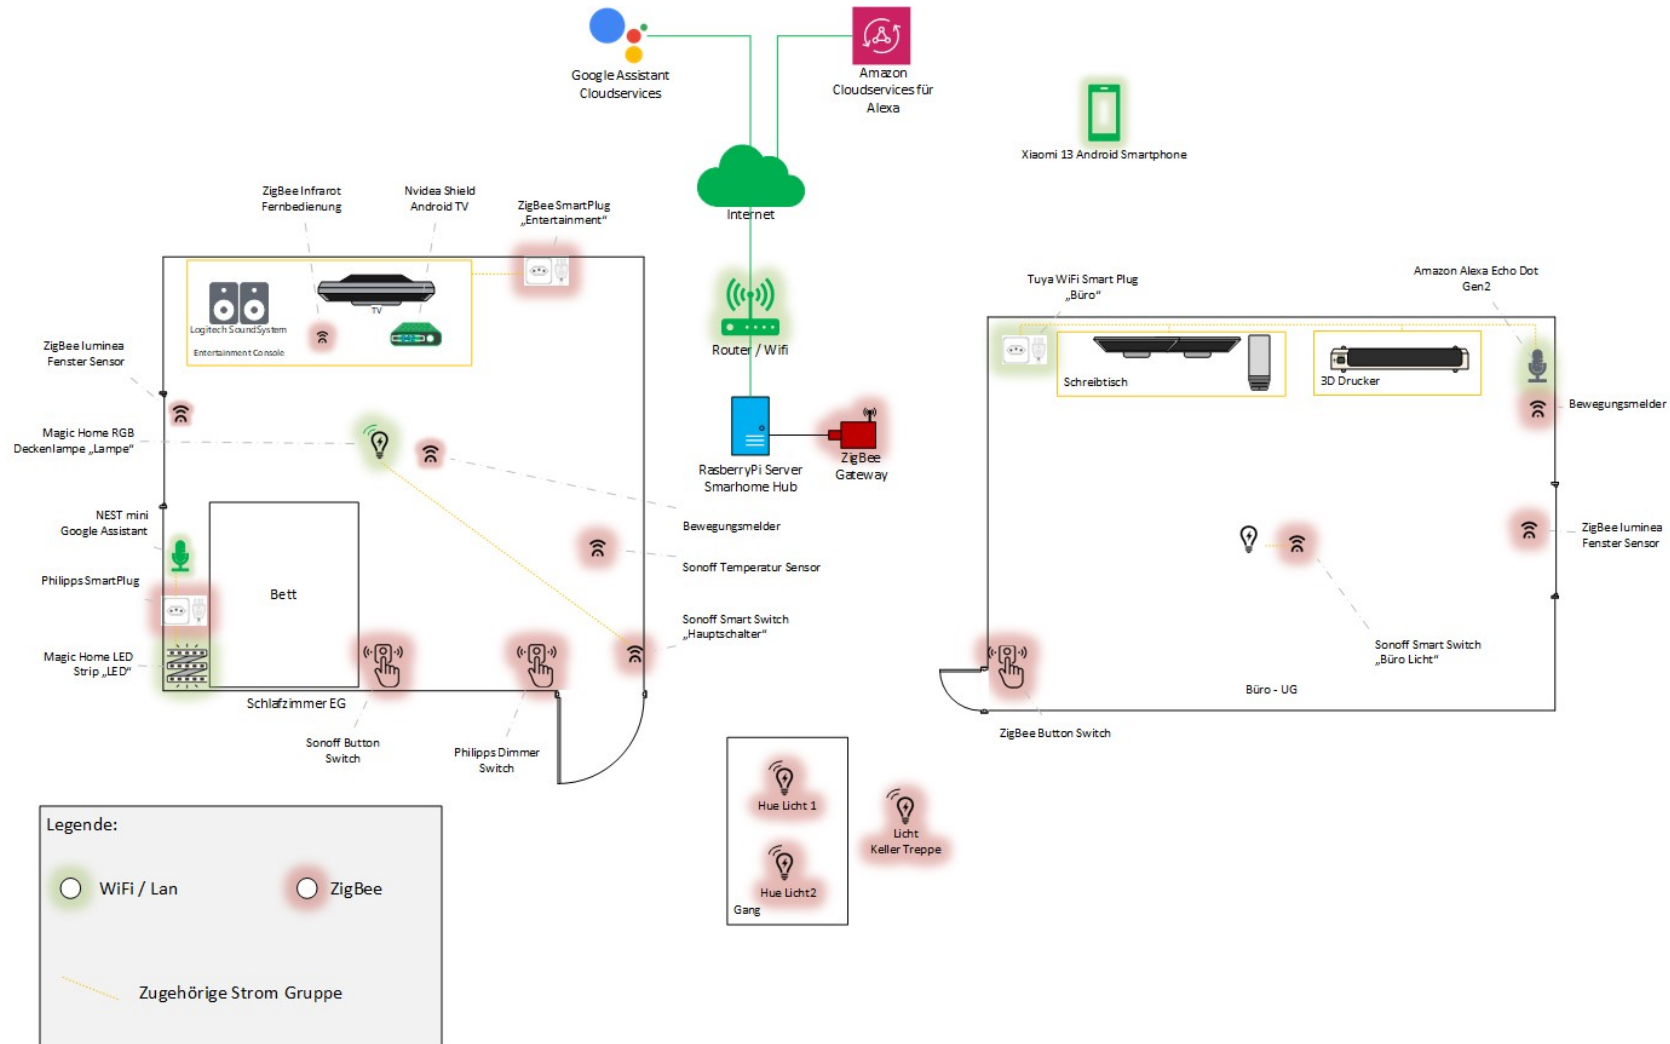 Google Assistant
Cloudservices
Amazon
Cloudservices für
Alexa
Xiaomi 13 Android Smartphone
Internet
Router / Wifi
RasberryPi Server
Smarhome Hub
ZigBee
Gateway
ZigBee Infrarot
Fernbedienung
Nvidea Shield
Android TV
ZigBee SmartPlug
„Entertainment“
TV
Logitech SoundSystem
Entertainment Console
ZigBee luminea
Fenster Sensor
Magic Home RGB
Deckenlampe „Lampe“
NEST mini
Google Assistant
Philipps SmartPlug
Magic Home LED
Strip „LED“
Bett
Schlafzimmer EG
Sonoff Button
Switch
Philipps Dimmer
Switch
Bewegungsmelder
Sonoff Temperatur Sensor
Sonoff Smart Switch
„Hauptschalter“
Tuya WiFi Smart Plug
„Büro“
Amazon Alexa Echo Dot
Gen2
Schreibtisch
3D Drucker
Bewegungsmelder
ZigBee luminea
Fenster Sensor
Sonoff Smart Switch
„Büro Licht“
Büro - UG
ZigBee Button Switch
Hue Licht 1
Hue Licht2
Gang
Licht
Keller Treppe
Legende:
WiFi / Lan
ZigBee
Zugehörige Strom Gruppe